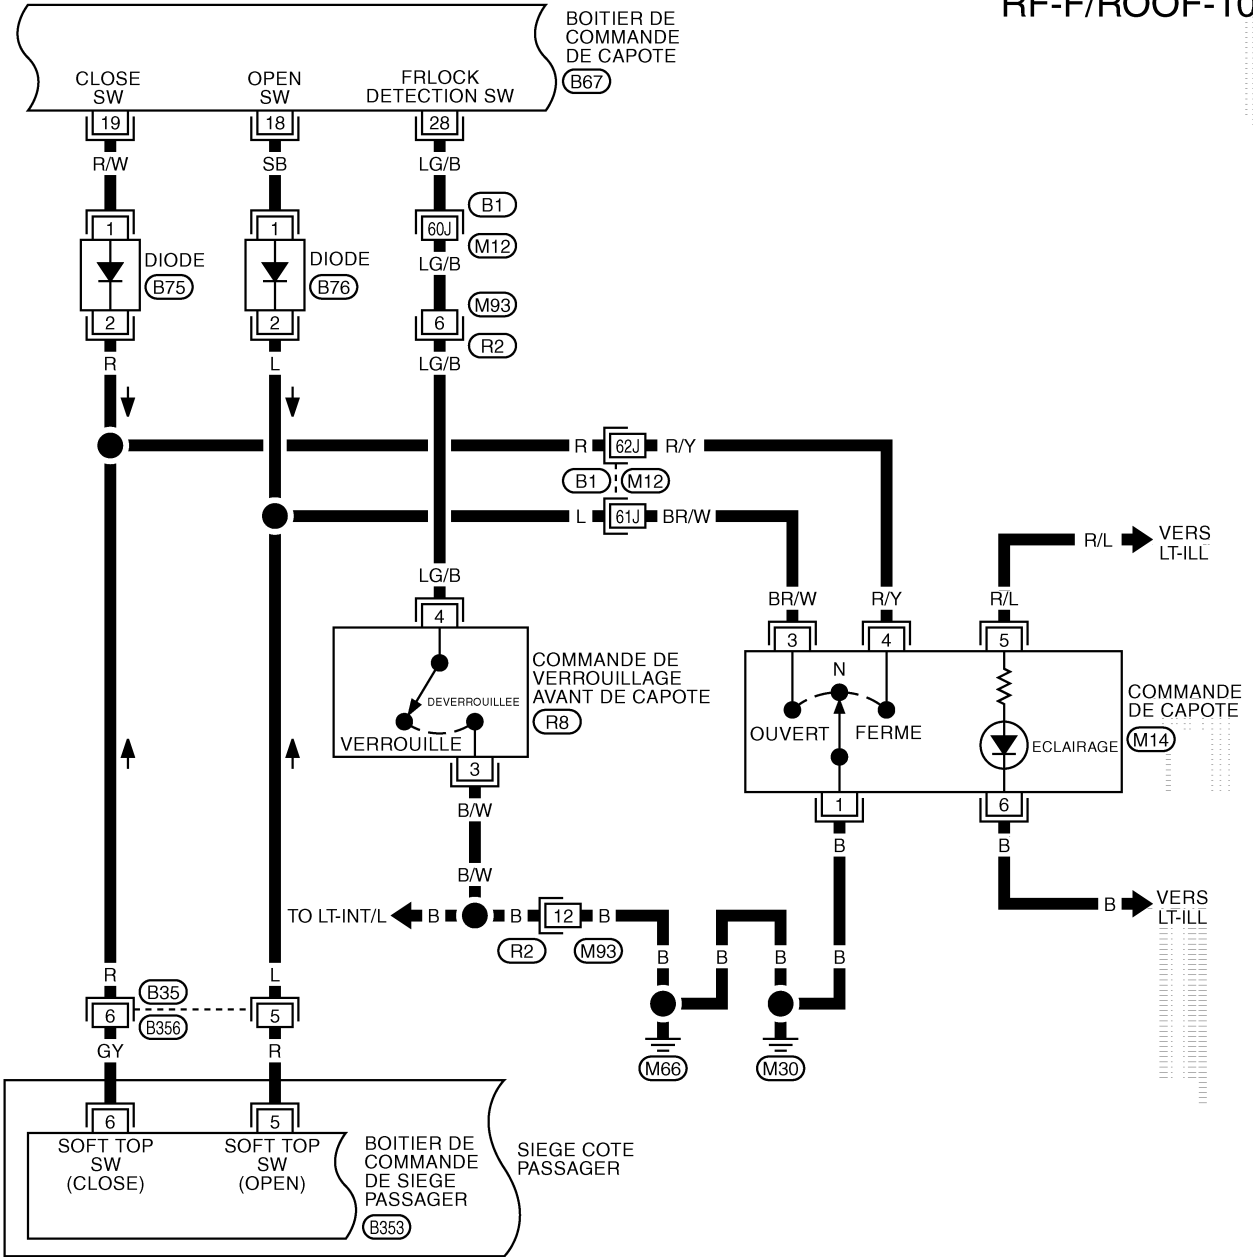 RF-F/ROOF-10
BOITIER DE
COMMANDE
DE CAPOTE
B67
CLOSE
SW
OPEN
SW
FRLOCK
DETECTION SW
19
18
28
R/W
SB
LG/B
B1
1
1
60J
M12
DIODE
B75
DIODE
B76
LG/B
M93
2
2
6
R2
R
L
LG/B
R
62J
R/Y
B1
M12
L
61J
BR/W
R/L
VERS
LT-ILL
LG/B
BR/W
R/Y
R/L
4
3
4
5
COMMANDE DE
VERROUILLAGE
AVANT DE CAPOTE
R8
DEVERROUILLEE
VERROUILLE
N
OUVERT
FERME
ECLAIRAGE
COMMANDE
DE CAPOTE
M14
3
1
6
B/W
B
B
B/W
TO LT-INT/L
B
B
12
B
R2
M93
B
VERS
LT-ILL
B
B
B
B
R
L
B35
6
B356
5
GY
R
M66
M30
6
5
SOFT TOP
SW
(CLOSE)
SOFT TOP
SW
(OPEN)
BOITIER DE
COMMANDE
DE SIEGE
PASSAGER
B353
SIEGE COTE
PASSAGER